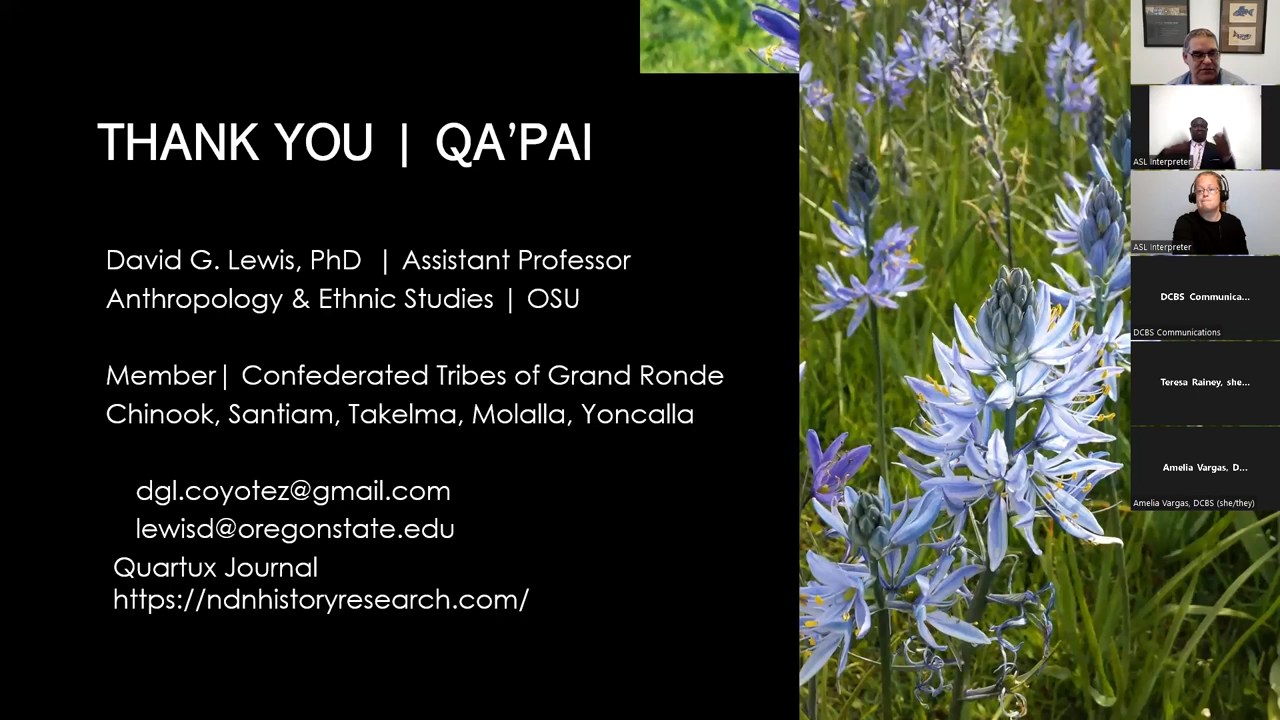 THANK YOU | QA’PAI
David G. Lewis, PhD | Assistant Professor
Anthropology & Ethnic Studies | OSU
Member| Confederated Tribes of Grand Ronde
Chinook, Santiam, Takelma, Molalla, Yoncalla
dgl.coyotez@gmail.com
lewisd@oregonstate.edu
Quartux Journal
https://ndnhistoryresearch.com/
ASL Interpreter
ASL Interpreter
DCBS Communica...
DCBS Communications
Teresa Rainey, she...
Amelia Vargas, D...
Amelia Vargas, DCBS (she/they)